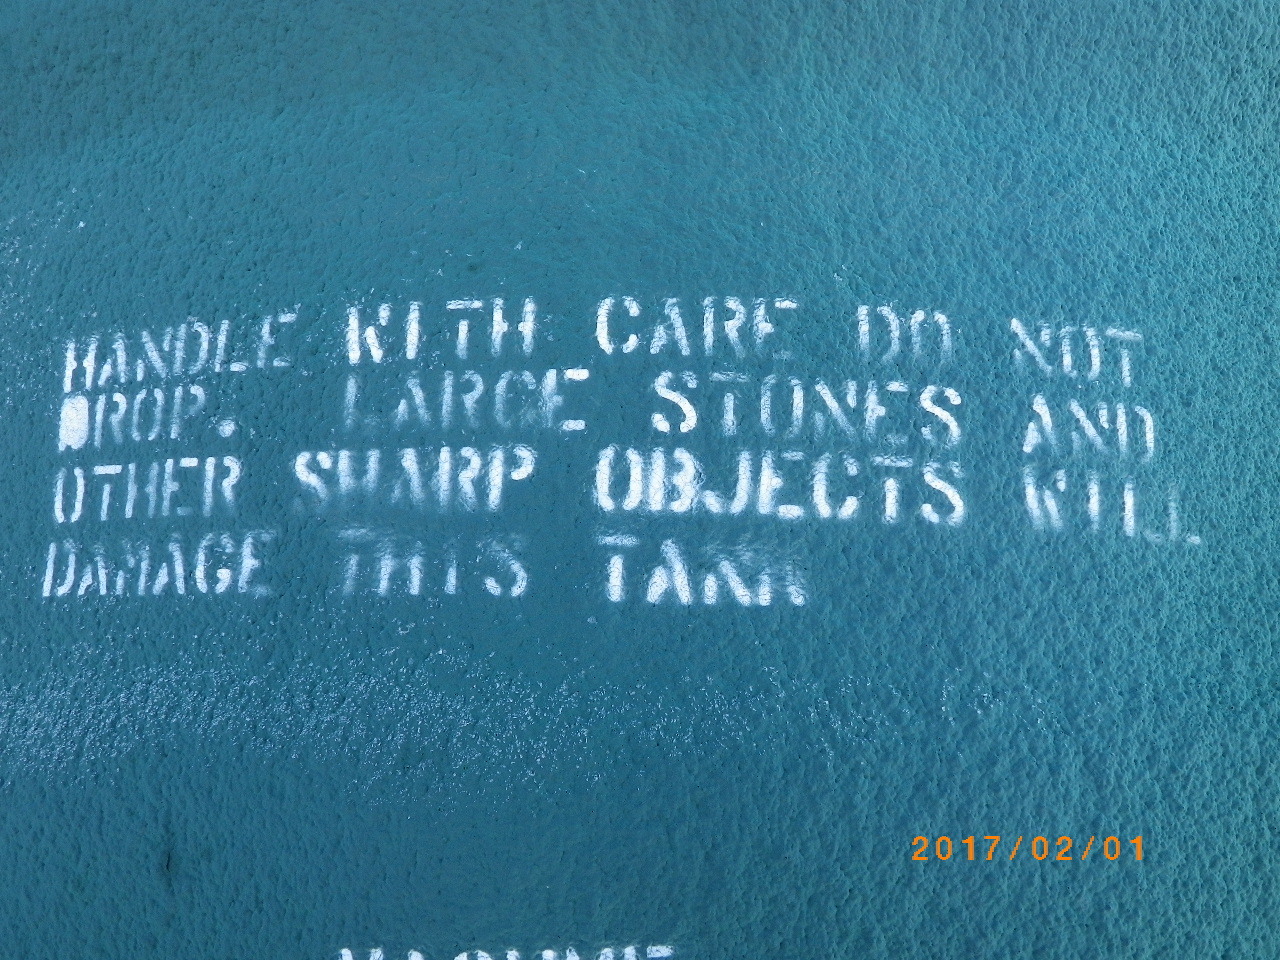 HANDLE WITH CARE DO NOT
DROP. LARGE STONES AND
OTHER SHARP OBJECTS WILL
DAMAGE THIS TANK
2017/02/01